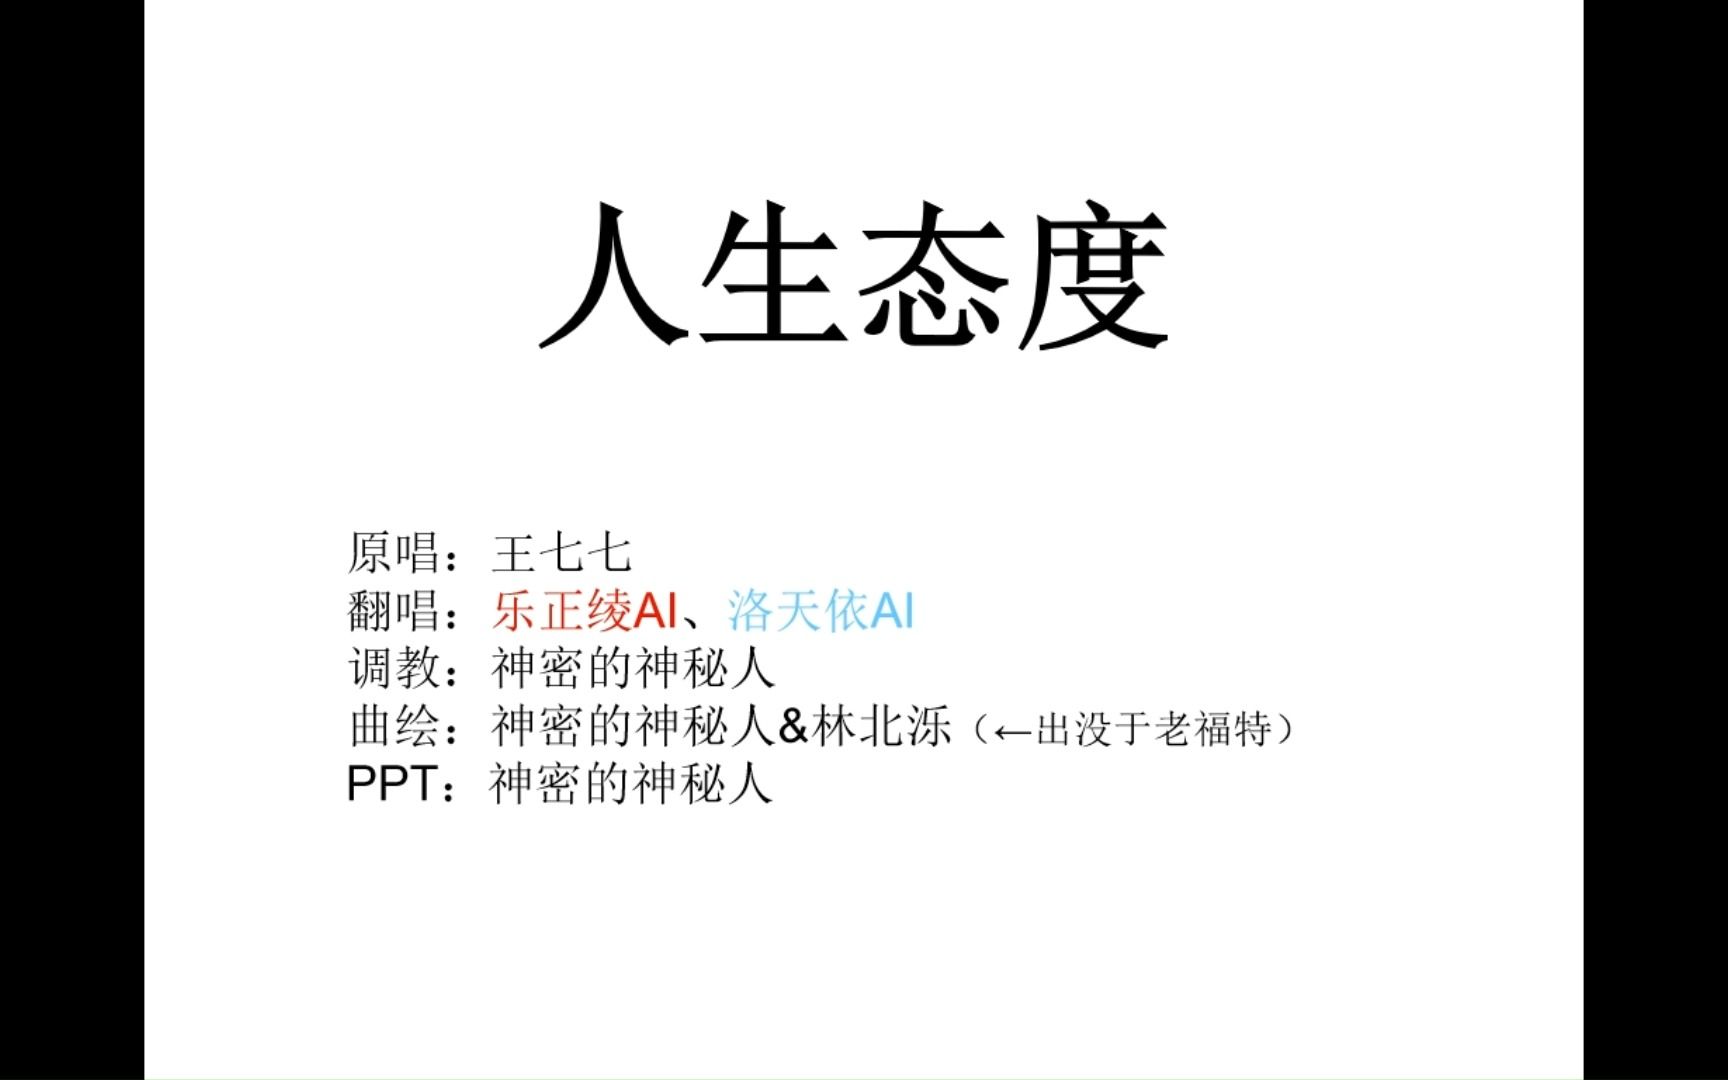 人生态度
原唱：王七七
翻唱：乐正绫AI、洛天依AI
调教：神密的神秘人
曲绘：神密的神秘人&林北泺（←出没于老福特）
PPT：神密的神秘人